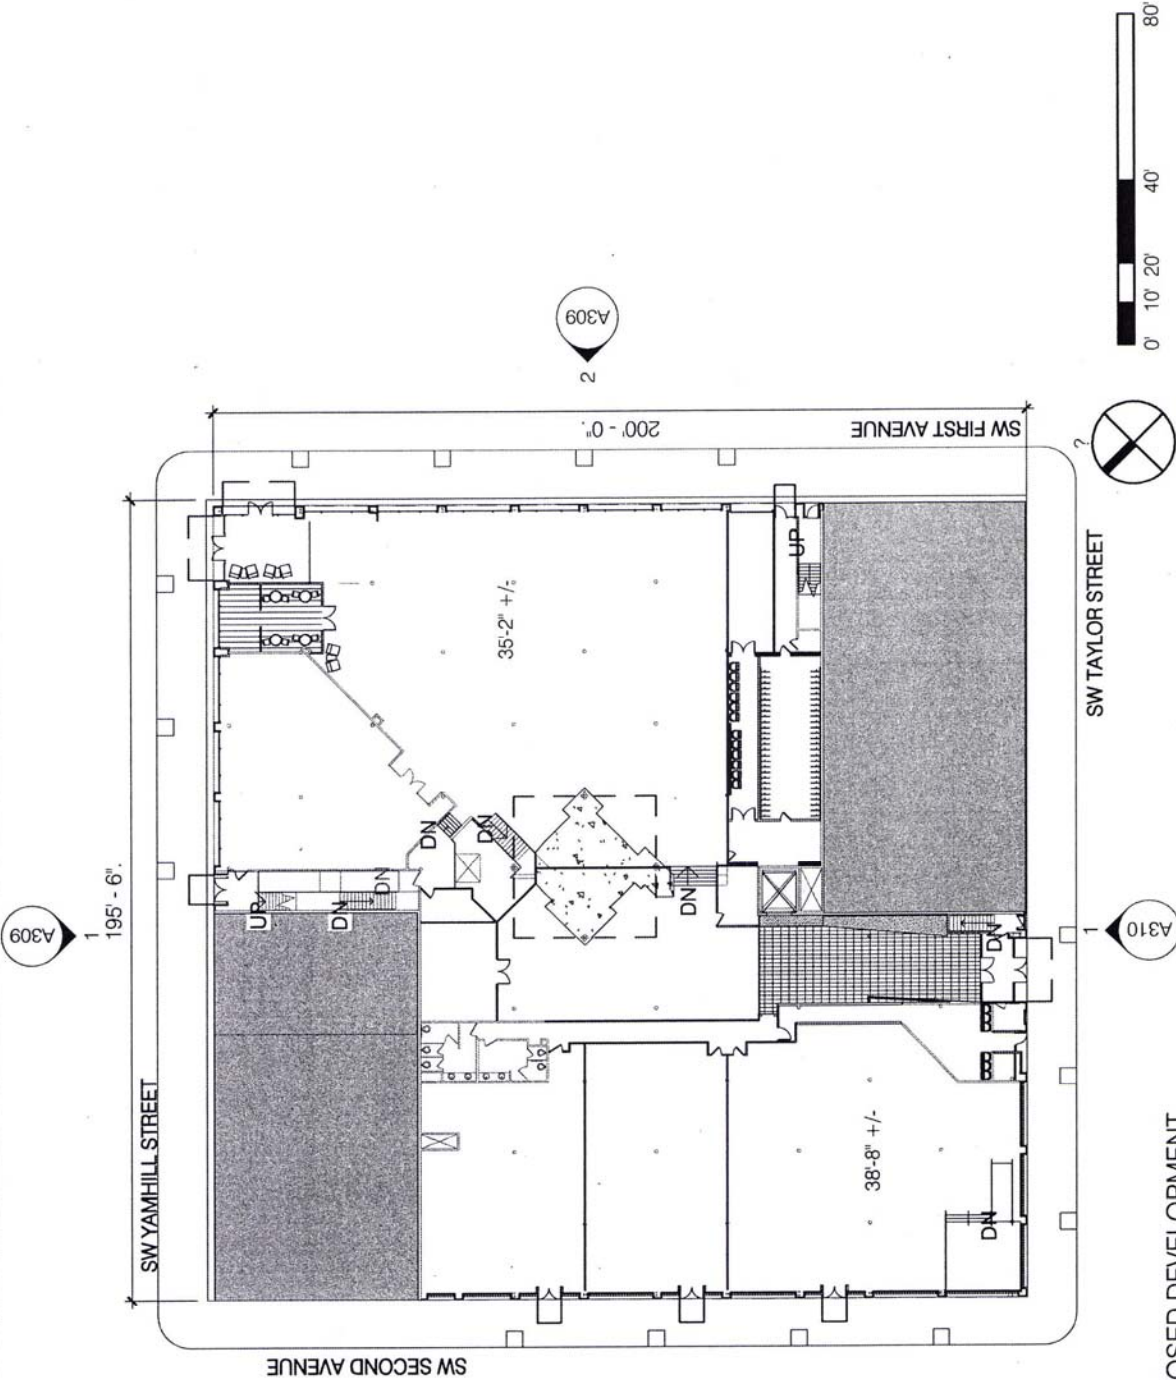 A309
1
195' - 6".
SW YAMHILL STREET
SW SECOND AVENUE
SW FIRST AVENUE
200' - 0".
2
A309
UP
DN
DN
DN
DN
35'-2" +/-
UP
DN
DN
38'-8" +/-
DN
1
A310
SW TAYLOR STREET
?
0' 10' 20' 40' 80'
OSED DEVELOPMENT